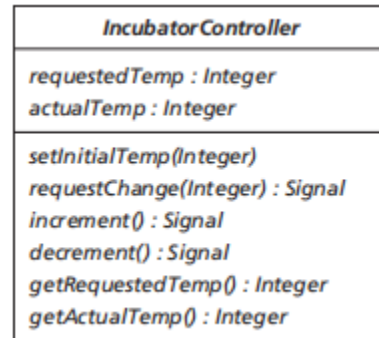 IncubatorController
requestedTemp : Integer
actualTemp : Integer
setInitialTemp(Integer)
requestChange(Integer) : Signal
increment() : Signal
decrement() : Signal
getRequestedTemp() : Integer
getActualTemp() : Integer